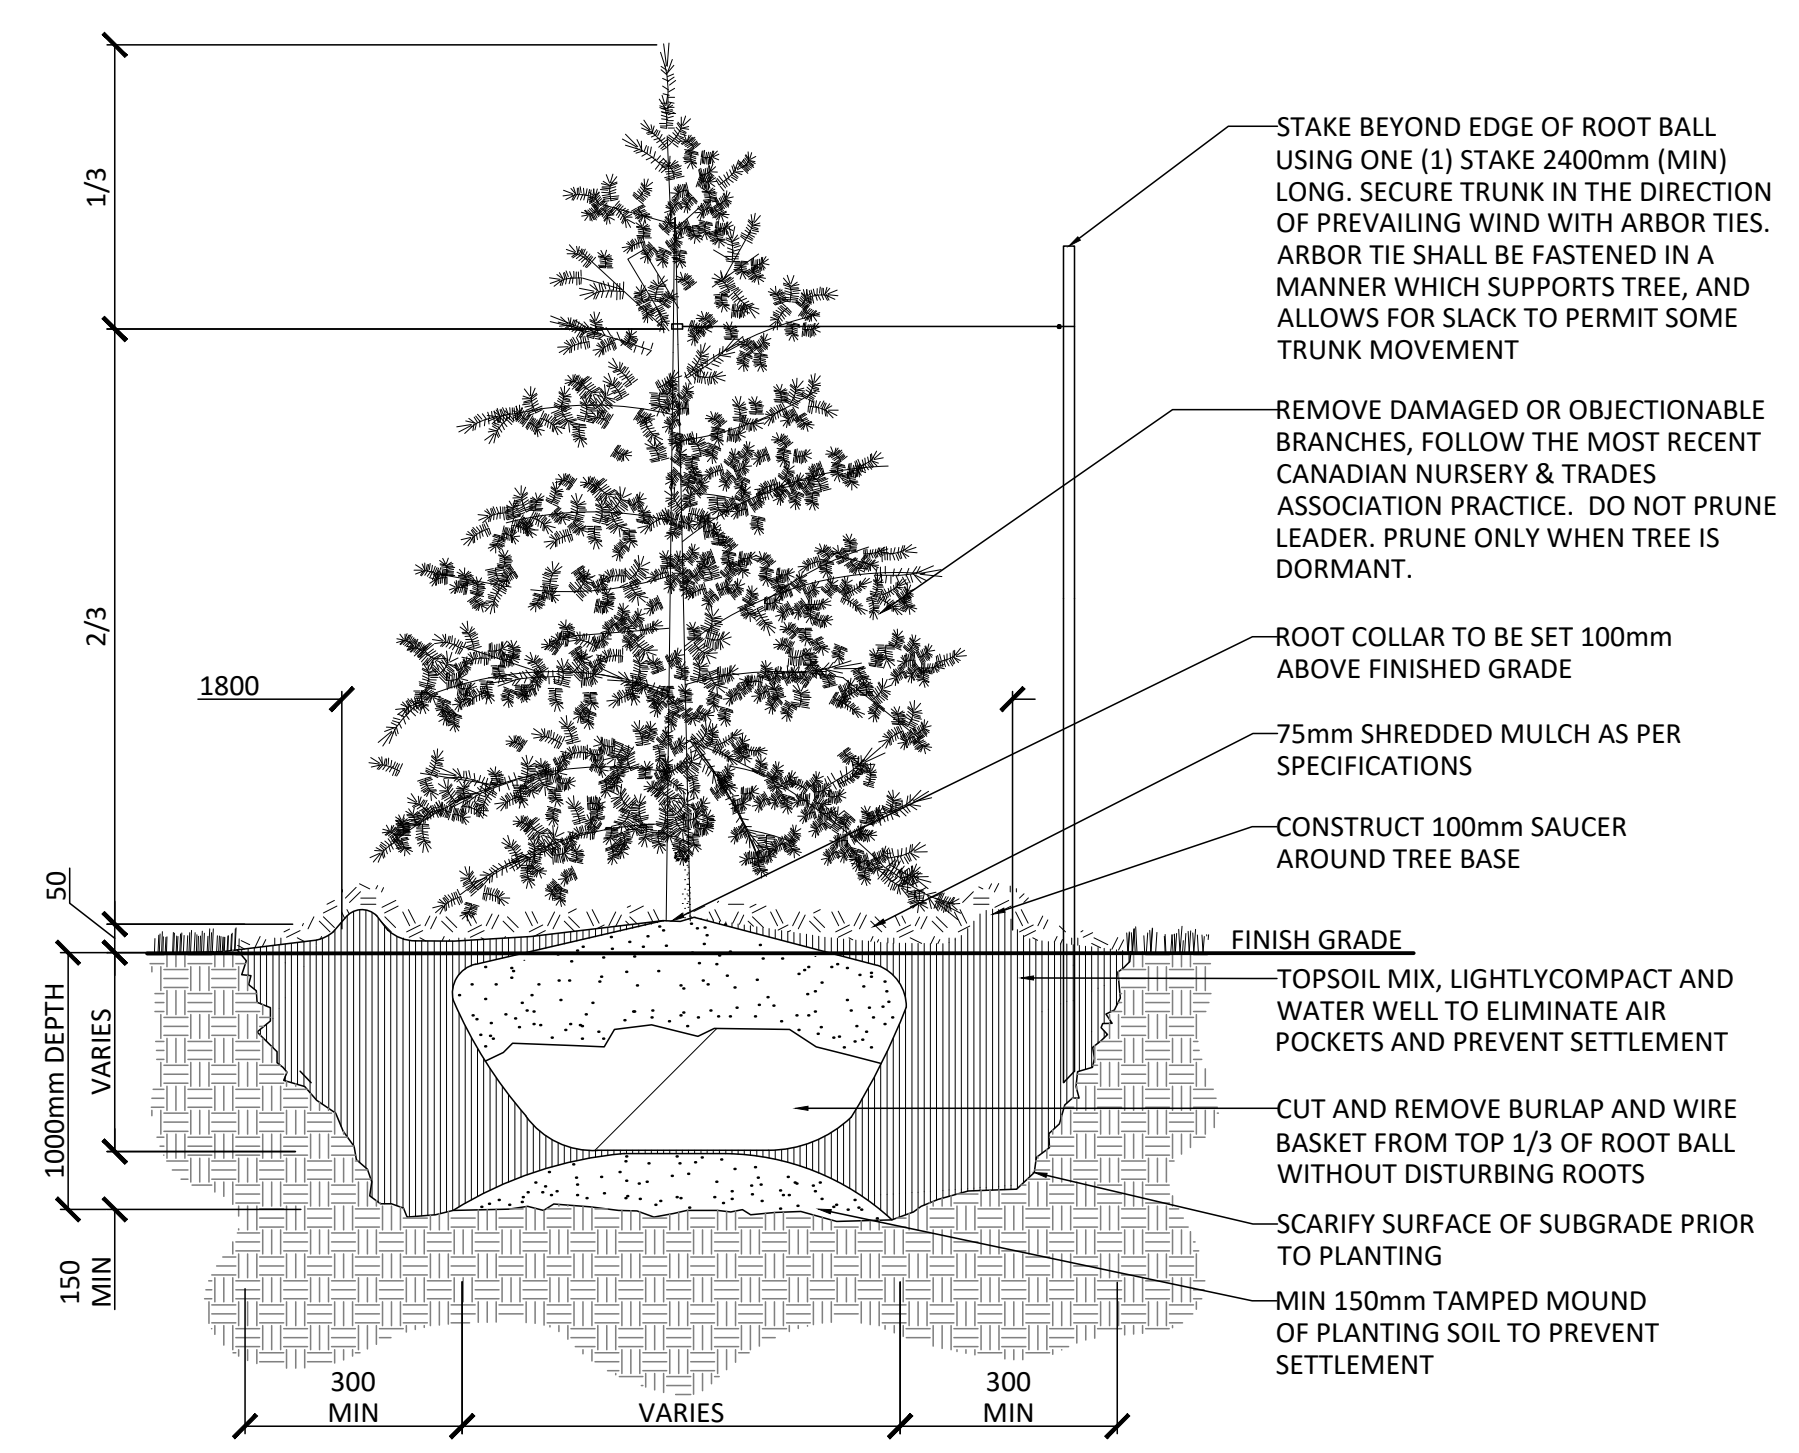 STAKE BEYOND EDGE OF ROOT BALL
USING ONE (1) STAKE 2400mm (MIN)
LONG. SECURE TRUNK IN THE DIRECTION
OF PREVAILING WIND WITH ARBOR TIES.
ARBOR TIE SHALL BE FASTENED IN A
MANNER WHICH SUPPORTS TREE, AND
ALLOWS FOR SLACK TO PERMIT SOME
TRUNK MOVEMENT
REMOVE DAMAGED OR OBJECTIONABLE
BRANCHES, FOLLOW THE MOST RECENT
CANADIAN NURSERY & TRADES
ASSOCIATION PRACTICE. DO NOT PRUNE
LEADER. PRUNE ONLY WHEN TREE IS
DORMANT.
ROOT COLLAR TO BE SET 100mm
ABOVE FINISHED GRADE
75mm SHREDDED MULCH AS PER
SPECIFICATIONS
CONSTRUCT 100mm SAUCER
AROUND TREE BASE
FINISH GRADE
TOPSOIL MIX, LIGHTLYCOMPACT AND
WATER WELL TO ELIMINATE AIR
POCKETS AND PREVENT SETTLEMENT
CUT AND REMOVE BURLAP AND WIRE
BASKET FROM TOP 1/3 OF ROOT BALL
WITHOUT DISTURBING ROOTS
SCARIFY SURFACE OF SUBGRADE PRIOR
TO PLANTING
MIN 150mm TAMPED MOUND
OF PLANTING SOIL TO PREVENT
SETTLEMENT
1/3
2/3
1800
50
1000mm DEPTH
VARIES
150
MIN
300
MIN
VARIES
300
MIN